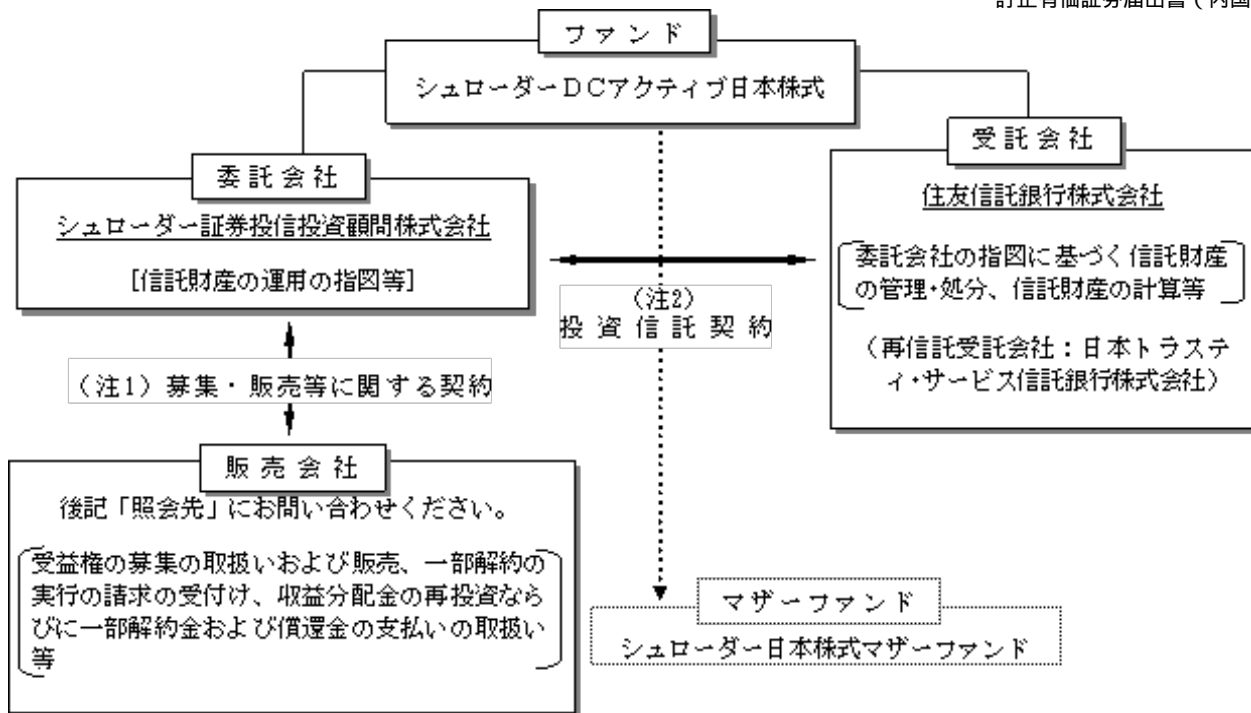 訂正有価証券届出書(内国
ファンド
シュローダーDCアクティブ日本株式
委託会社
シュローダー証券投信投資顧問株式会社
[信託財産の運用の指図等]
受託会社
住友信託銀行株式会社
委託会社の指図に基づく信託財産
の管理・処分、信託財産の計算等
(再信託受託会社:日本トラステ
ィ・サービス信託銀行株式会社)
(注2)
投資信託契約
(注1)募集・販売等に関する契約
販売会社
後記「照会先」にお問い合わせください。
受益権の募集の取扱いおよび販売、一部解約の
実行の請求の受付け、収益分配金の再投資なら
びに一部解約金および償還金の支払いの取扱い
等
マザーファンド
シュローダー日本株式マザーファンド